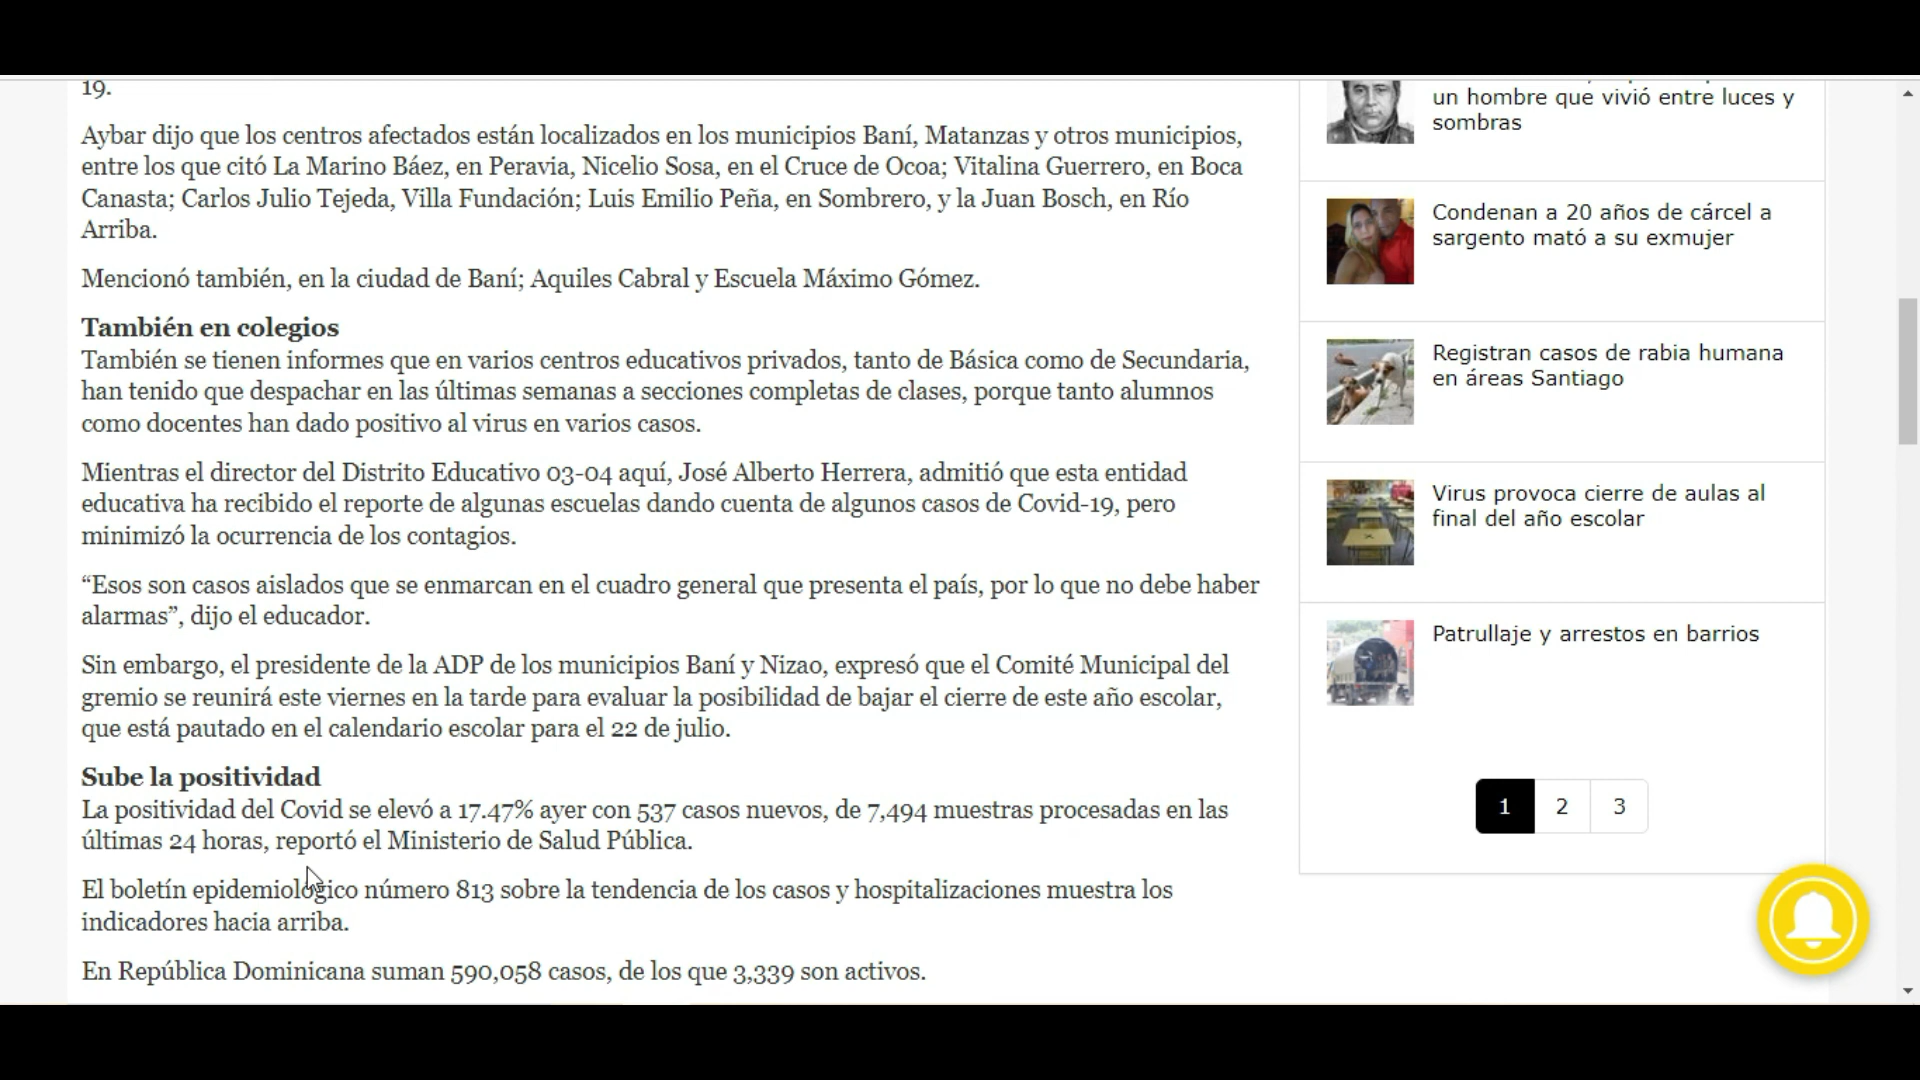 19.
Aybar dijo que los centros afectados están localizados en los municipios Baní, Matanzas y otros municipios,
entre los que citó La Marino Báez, en Peravia, Nicelio Sosa, en el Cruce de Ocoa; Vitalina Guerrero, en Boca
Canasta; Carlos Julio Tejeda, Villa Fundación; Luis Emilio Peña, en Sombrero, y la Juan Bosch, en Río
Arriba.
Mencionó también, en la ciudad de Baní; Aquiles Cabral y Escuela Máximo Gómez.
También en colegios
También se tienen informes que en varios centros educativos privados, tanto de Básica como de Secundaria,
han tenido que despachar en las últimas semanas a secciones completas de clases, porque tanto alumnos
como docentes han dado positivo al virus en varios casos.
Mientras el director del Distrito Educativo 03-04 aquí, José Alberto Herrera, admitió que esta entidad
educativa ha recibido el reporte de algunas escuelas dando cuenta de algunos casos de Covid-19, pero
minimizó la ocurrencia de los contagios.
“Esos son casos aislados que se enmarcan en el cuadro general que presenta el país, por lo que no debe haber
alarmas”, dijo el educador.
Sin embargo, el presidente de la ADP de los municipios Baní y Nizao, expresó que el Comité Municipal del
gremio se reunirá este viernes en la tarde para evaluar la posibilidad de bajar el cierre de este año escolar,
que está pautado en el calendario escolar para el 22 de julio.
Sube la positividad
La positividad del Covid se elevó a 17.47% ayer con 537 casos nuevos, de 7,494 muestras procesadas en las
últimas 24 horas, reportó el Ministerio de Salud Pública.
El boletín epidemiológico número 813 sobre la tendencia de los casos y hospitalizaciones muestra los
indicadores hacia arriba.
En República Dominicana suman 590,058 casos, de los que 3,339 son activos.
un hombre que vivió entre luces y
sombras
Condenan a 20 años de cárcel a
sargento mató a su exmujer
Registran casos de rabia humana
en áreas Santiago
Virus provoca cierre de aulas al
final del año escolar
Patrullaje y arrestos en barrios
1 2 3